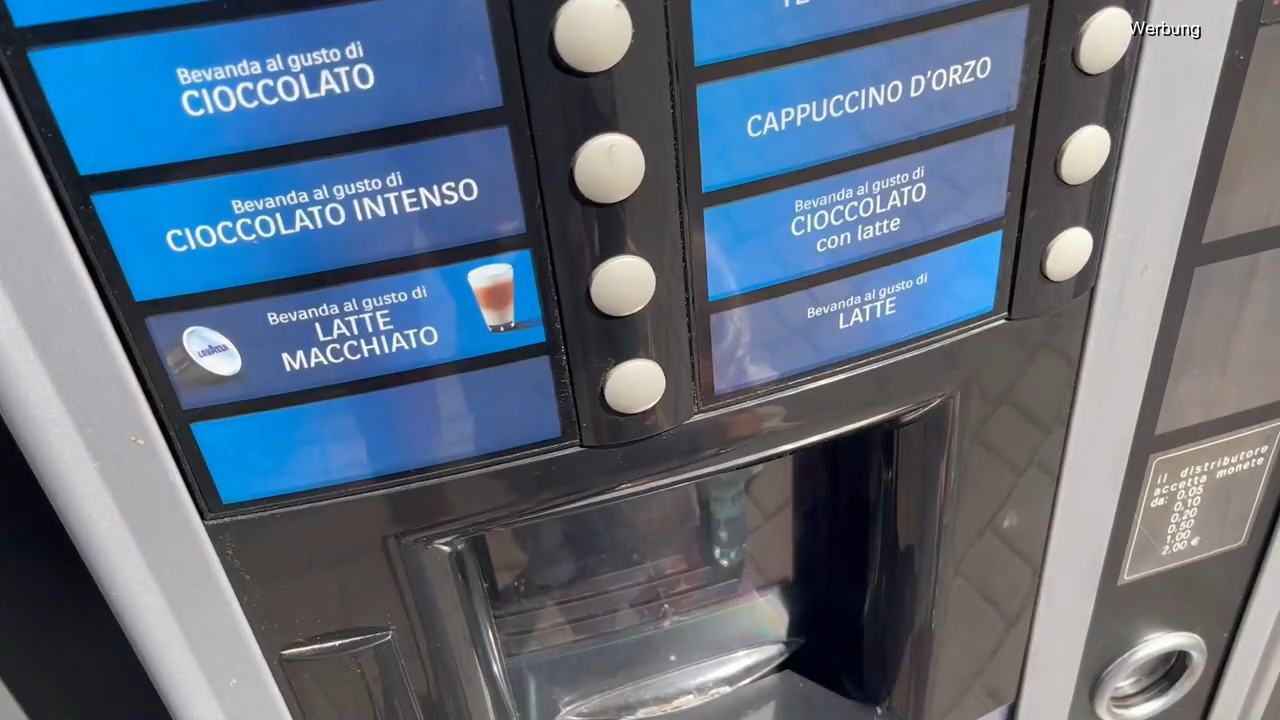 Werbung
Bevanda al gusto di
CIOCCOLATO
Bevanda al gusto di
CIOCCOLATO INTENSO
Bevanda al gusto di
LATTE
MACCHIATO
LAVAZZA
CAPPUCCINO D'ORZO
Bevanda al gusto di
CIOCCOLATO
con latte
Bevanda al gusto di
LATTE
il distributore
accetta monete
da: 0.05
0.10
0.20
0.50
1.00
2.00 €